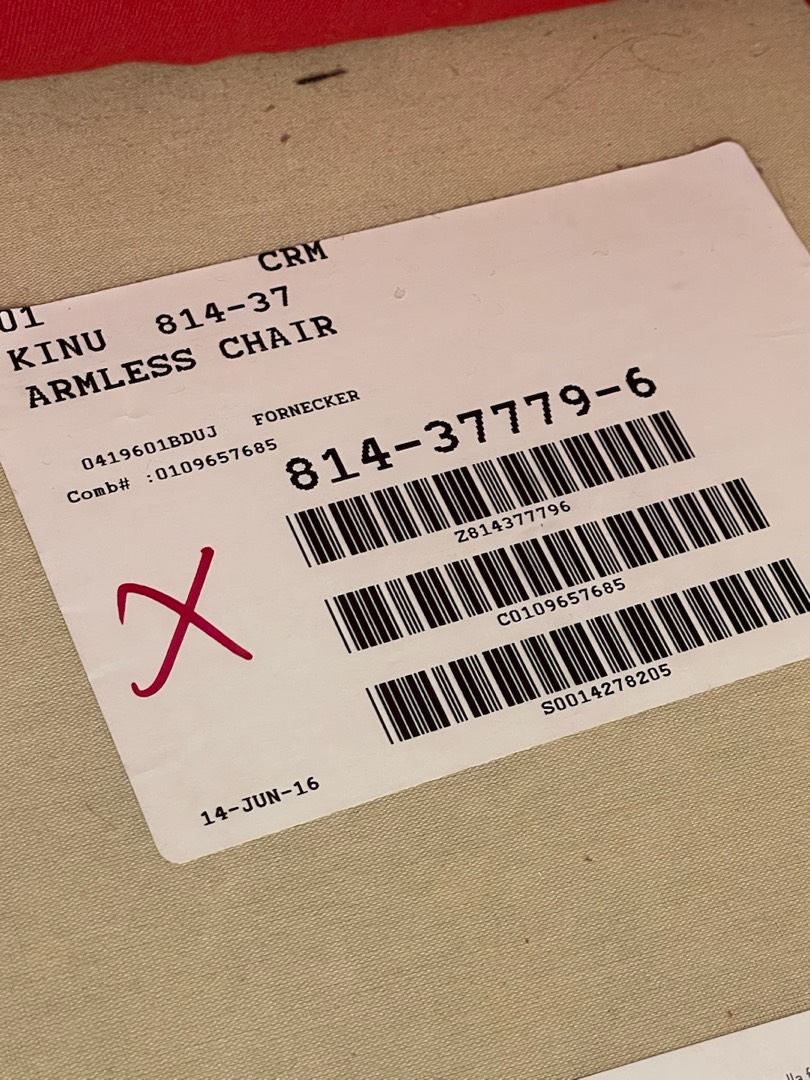 CRM
01
KINU 814-37
ARMLESS CHAIR
0419601BDUJ FORNECKER
Comb# :0109657685
814-37779-6
Z814377796
C0109657685
S0014278205
X
14-JUN-16